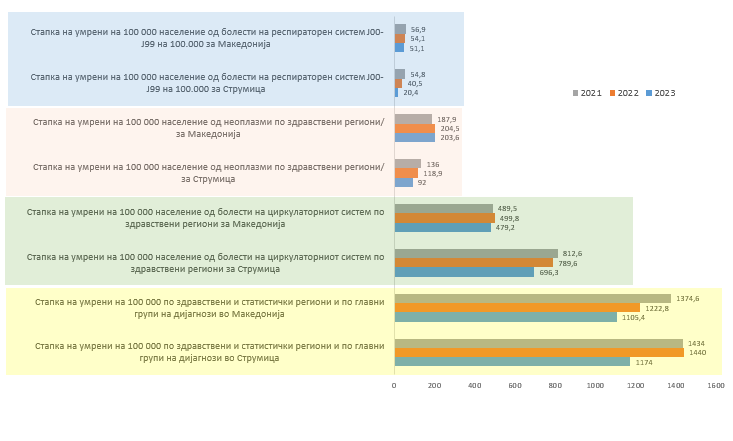 Стапка на умрени на 100 000 население од болести на респираторен систем J00-
J99 на 100.000 за Македонија
56,9
54,1
51,1
Стапка на умрени на 100 000 население од болести на респираторен систем J00-
J99 на 100.000 за Струмица
54,8
40,5
20,4
2021 2022 2023
Стапка на умрени на 100 000 население од неоплазми по здравствени региони/
за Македонија
187,9
204,5
203,6
Стапка на умрени на 100 000 население од неоплазми по здравствени региони/
за Струмица
136
118,9
92
Стапка на умрени на 100 000 население од болести на циркулаторниот систем по
здравствени региони за Македонија
489,5
499,8
479,2
Стапка на умрени на 100 000 население од болести на циркулаторниот систем по
здравствени региони за Струмица
812,6
789,6
696,3
Стапка на умрени на 100 000 по здравствени и статистички региони и по главни
групи на дијагнози во Македонија
1374,6
1222,8
1105,4
Стапка на умрени на 100 000 по здравствени и статистички региони и по главни
групи на дијагнози во Струмица
1434
1440
1174
0 200 400 600 800 1000 1200 1400 1600